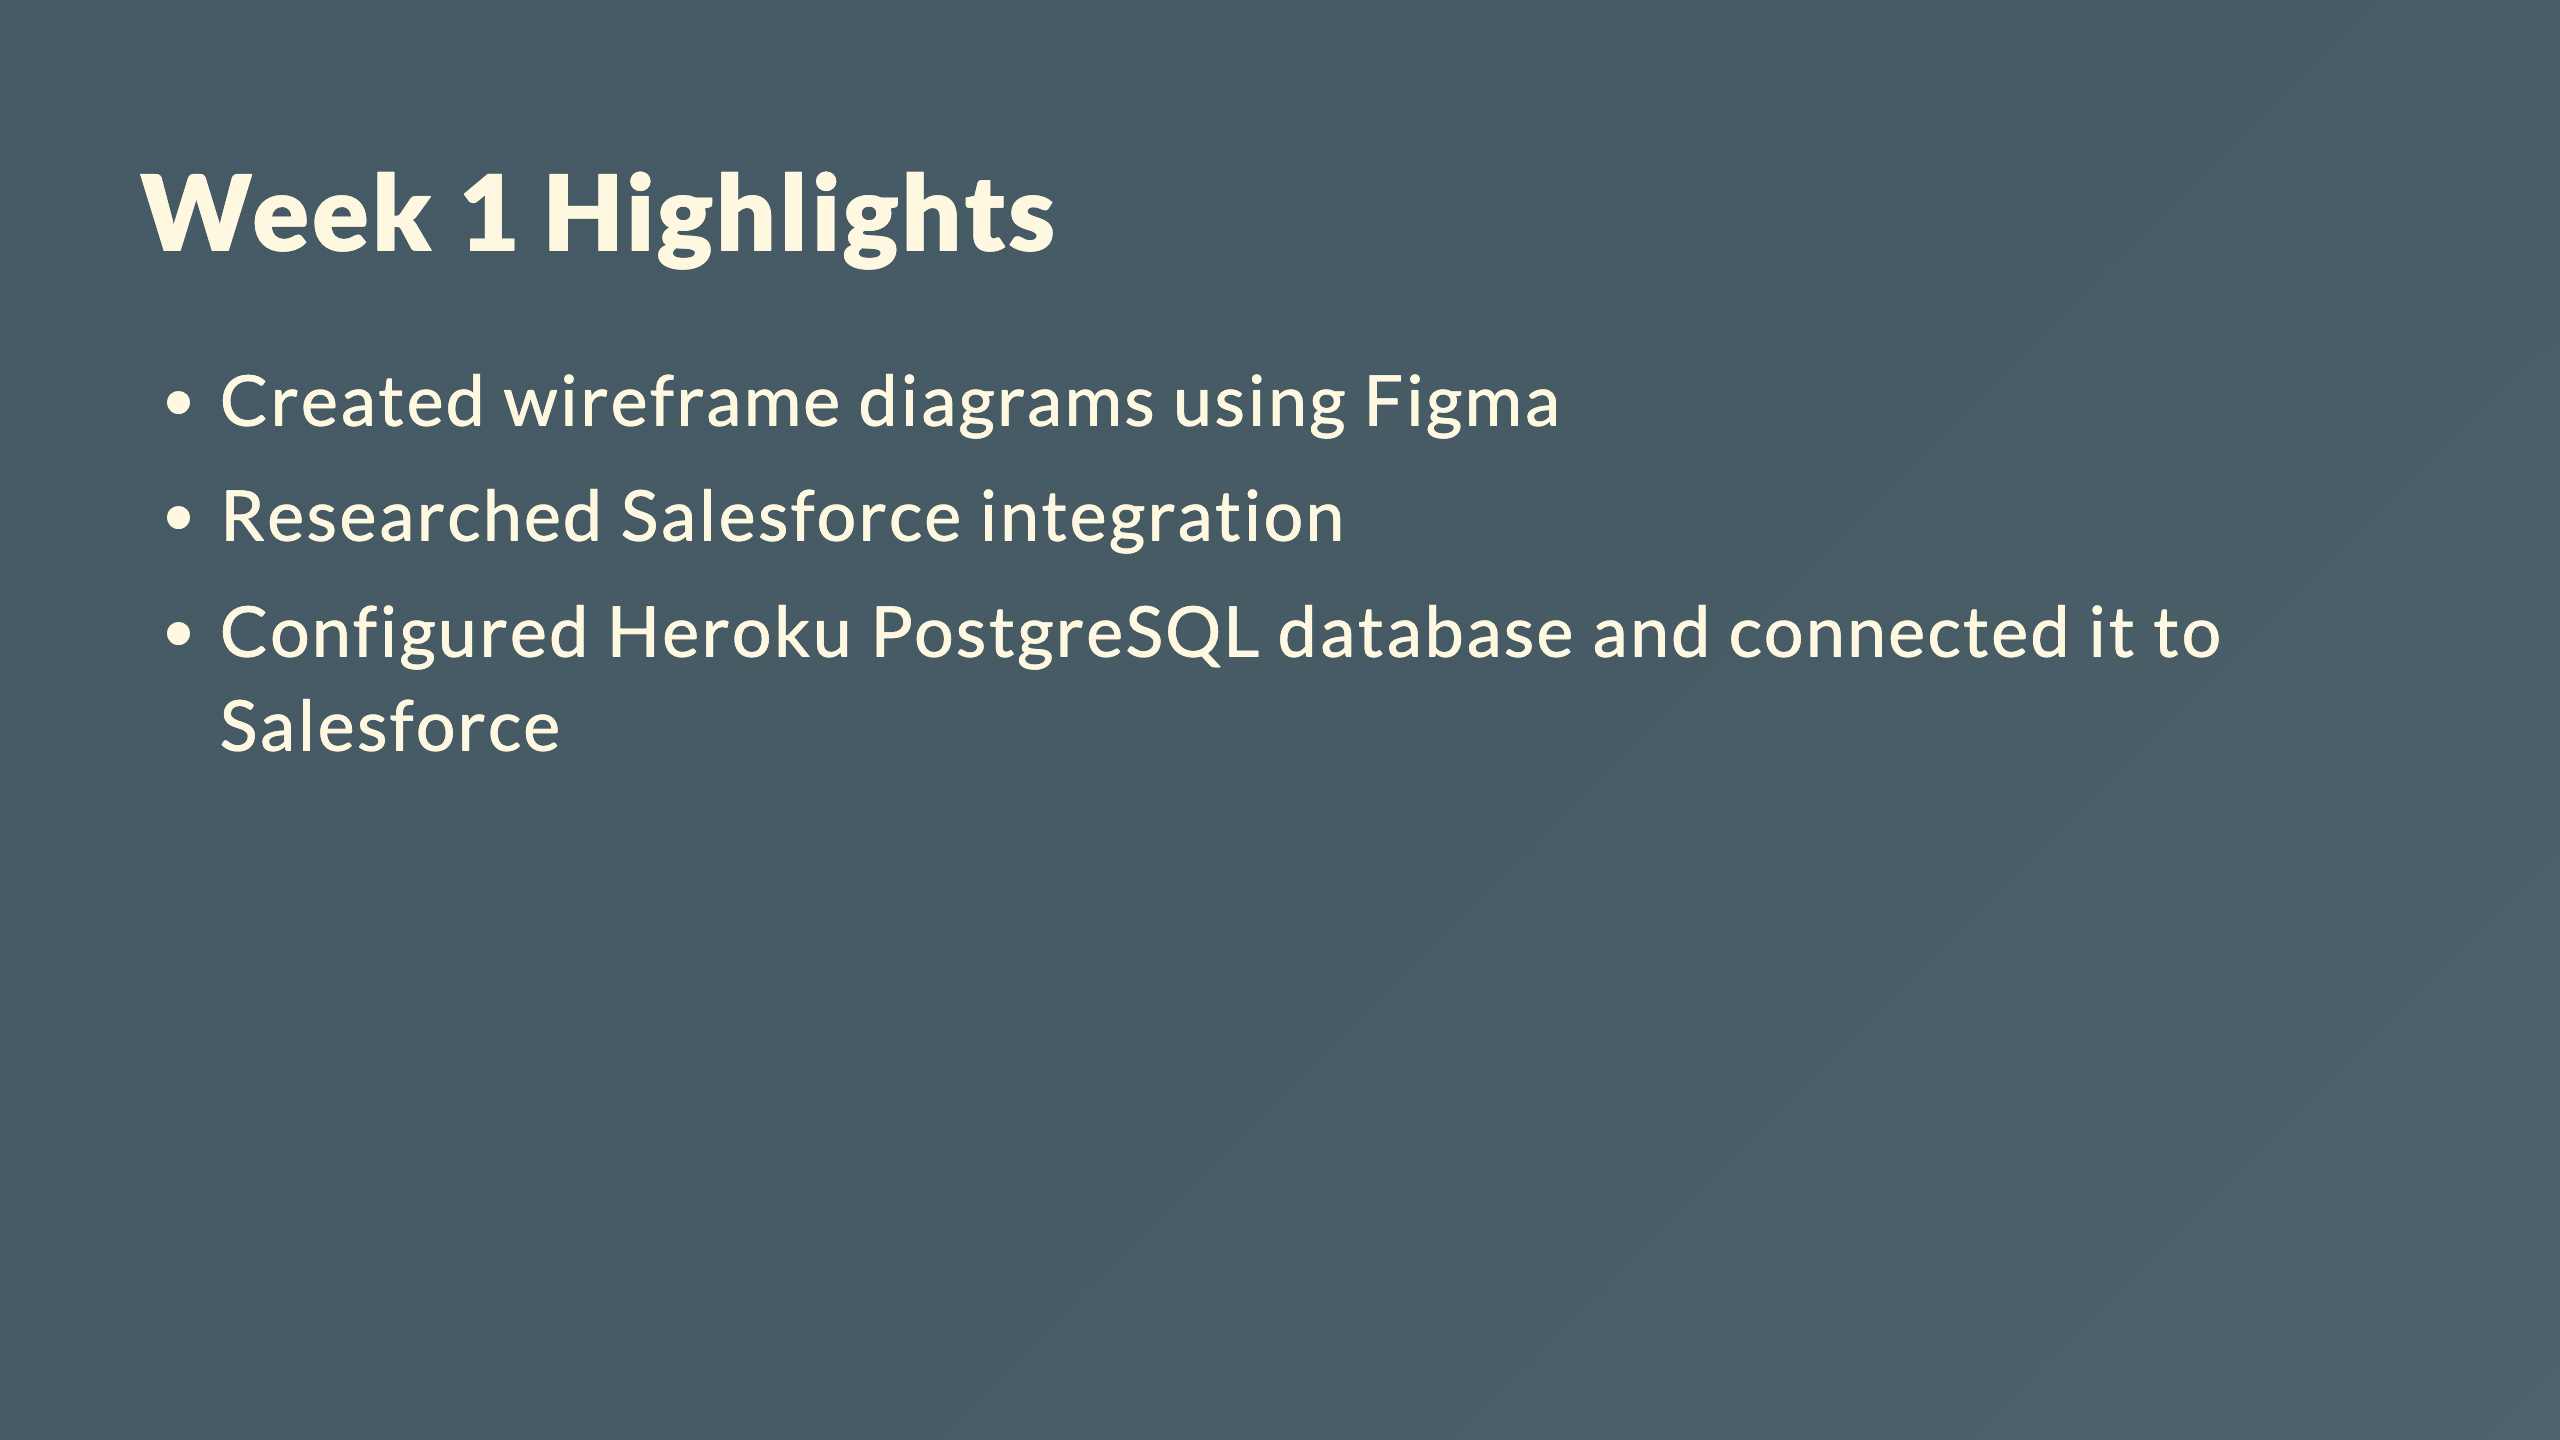 Week 1 Highlights
• Created wireframe diagrams using Figma
• Researched Salesforce integration
• Configured Heroku PostgreSQL database and connected it to
Salesforce